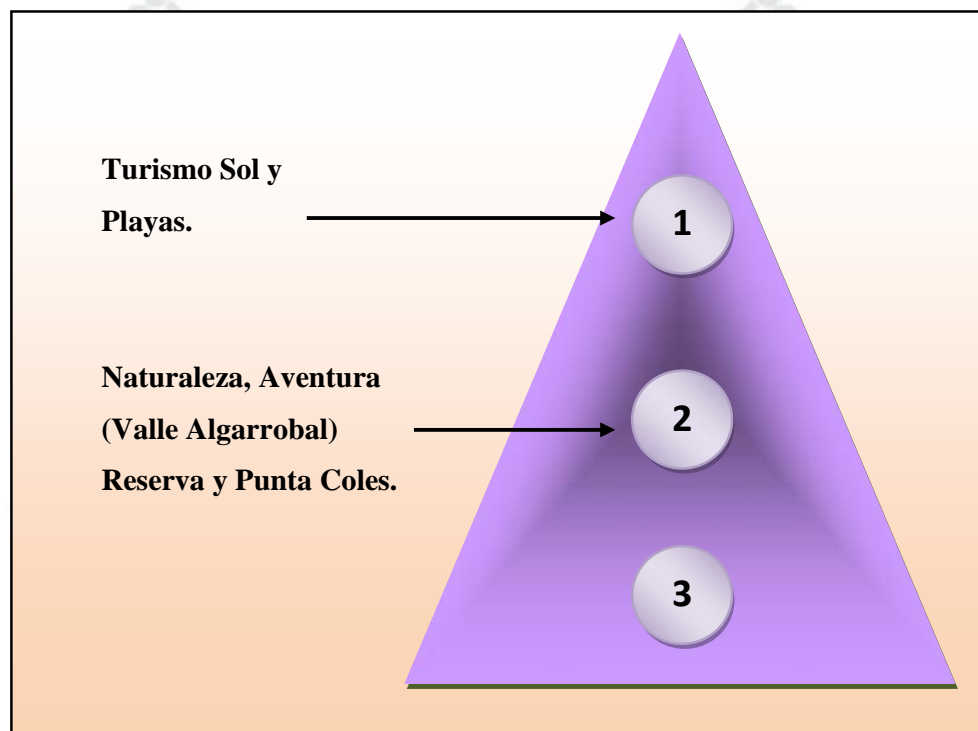 Turismo Sol y
Playas.
1
Naturaleza, Aventura
(Valle Algarrobal)
Reserva y Punta Coles.
2
3